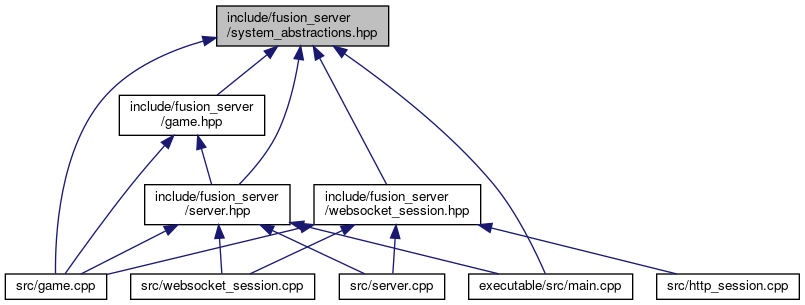 include/fusion_server
/system_abstractions.hpp
include/fusion_server
/game.hpp
include/fusion_server
/server.hpp
include/fusion_server
/websocket_session.hpp
src/game.cpp
src/websocket_session.cpp
src/server.cpp
executable/src/main.cpp
src/http_session.cpp